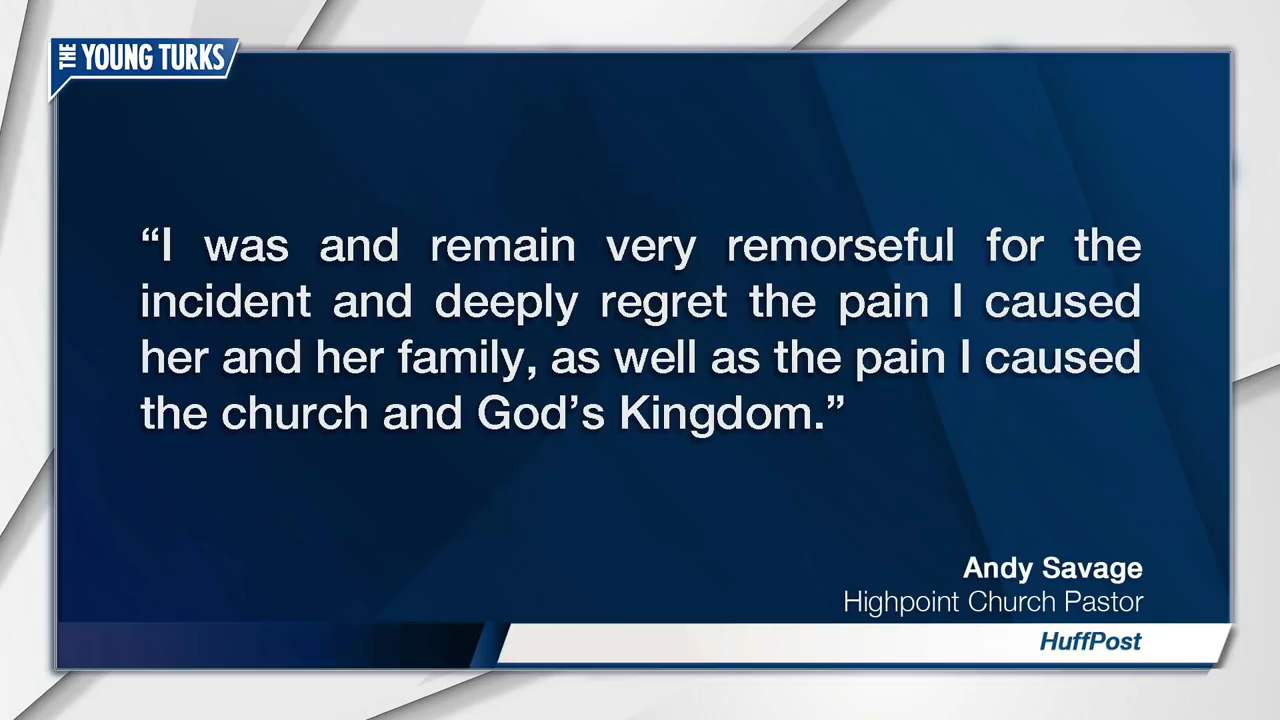 THE YOUNG TURKS
“I was and remain very remorseful for the
incident and deeply regret the pain I caused
her and her family, as well as the pain I caused
the church and God’s Kingdom.”
Andy Savage
Highpoint Church Pastor
HuffPost